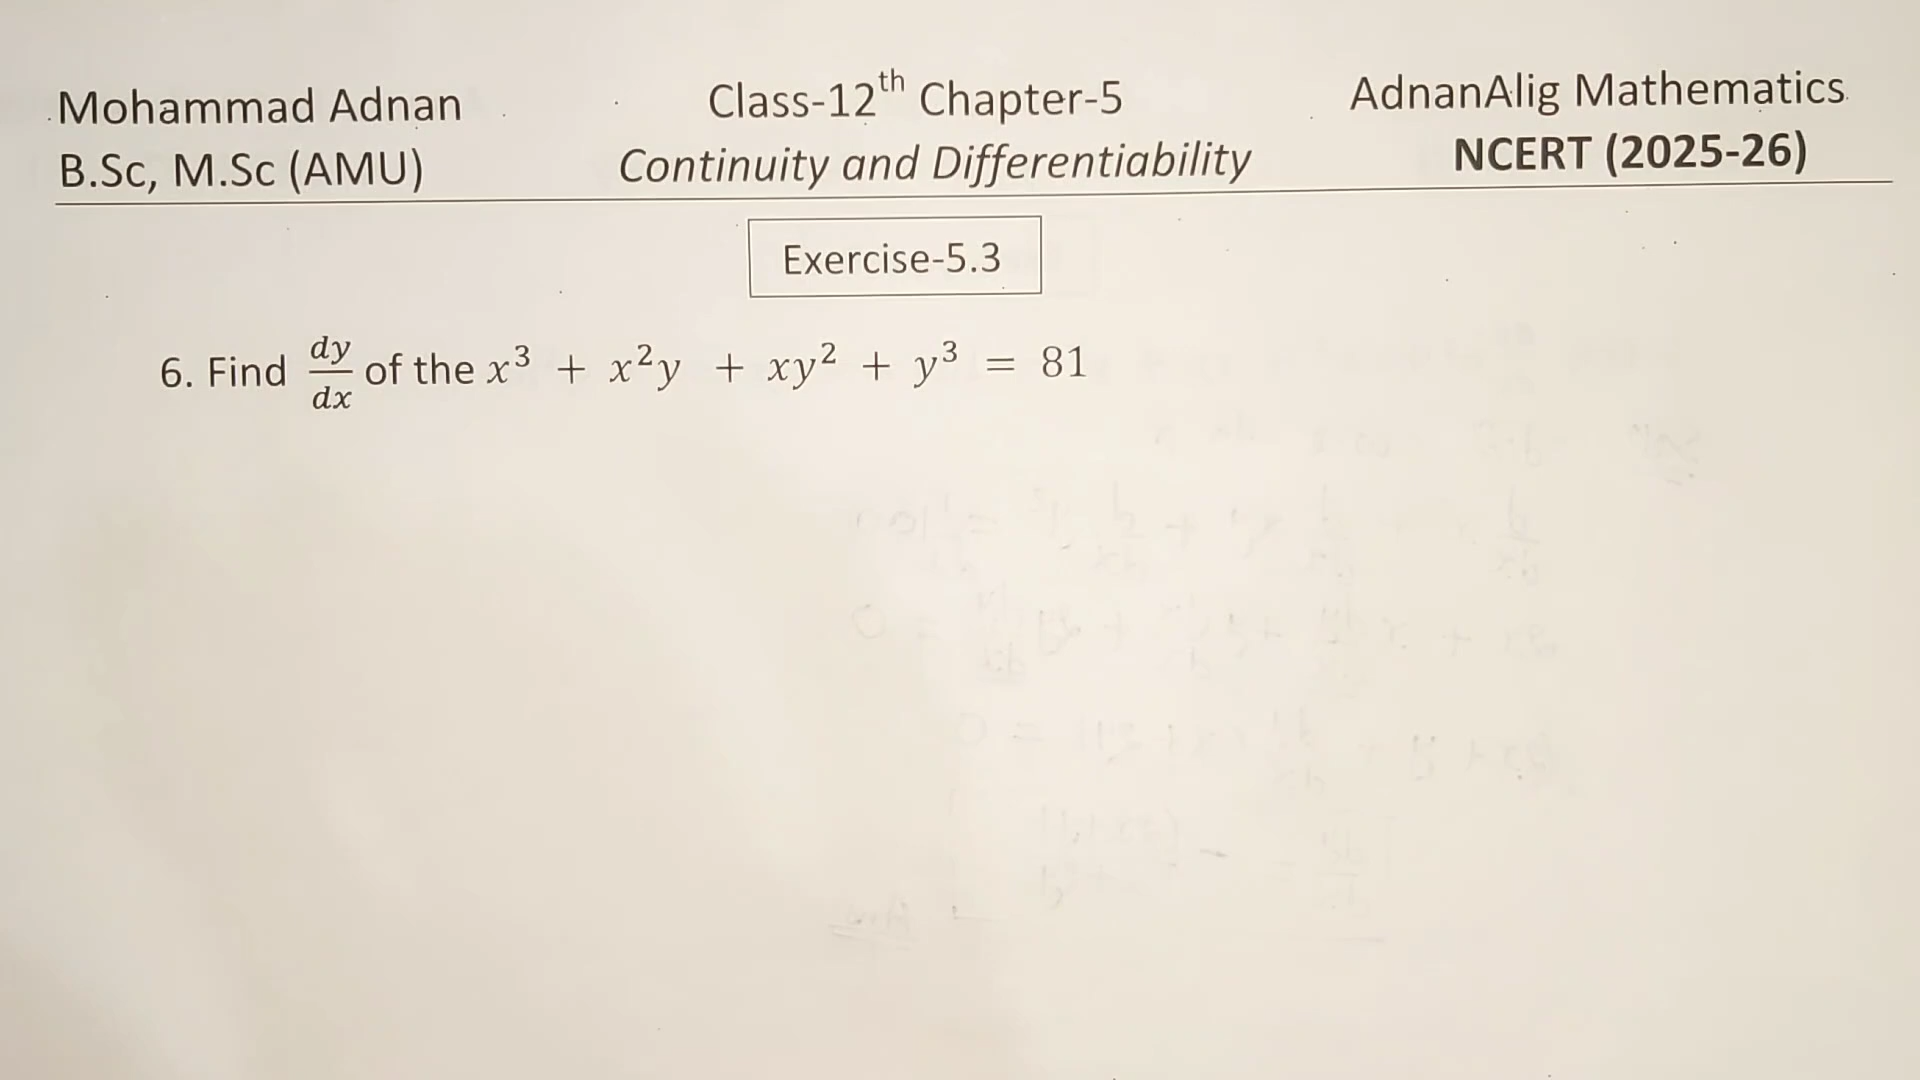 Mohammad Adnan
B.Sc, M.Sc (AMU)
Class-12th Chapter-5
Continuity and Differentiability
AdnanAlig Mathematics
NCERT (2025-26)
Exercise-5.3
6. Find dy/dx of the x³ + x²y + xy² + y³ = 81